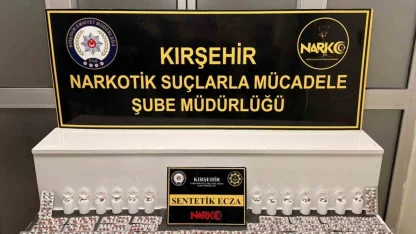 NARKO
KIRŞEHİR
NARKOTİK SUÇLARLA MÜCADELE
ŞUBE MÜDÜRLÜĞÜ
KIRŞEHİR
SENTETİK ECZA
NARKO